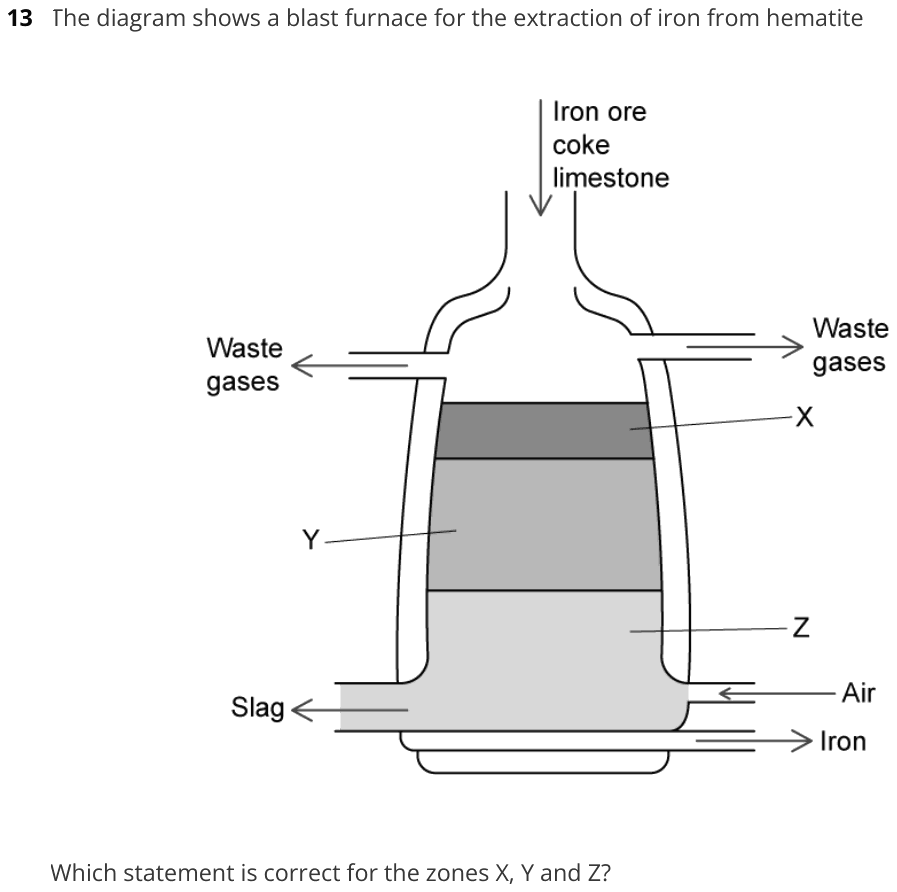 13 The diagram shows a blast furnace for the extraction of iron from hematite
Iron ore
coke
limestone
Waste
gases
Waste
gases
X
Y
Z
Air
Slag
Iron
Which statement is correct for the zones X, Y and Z?